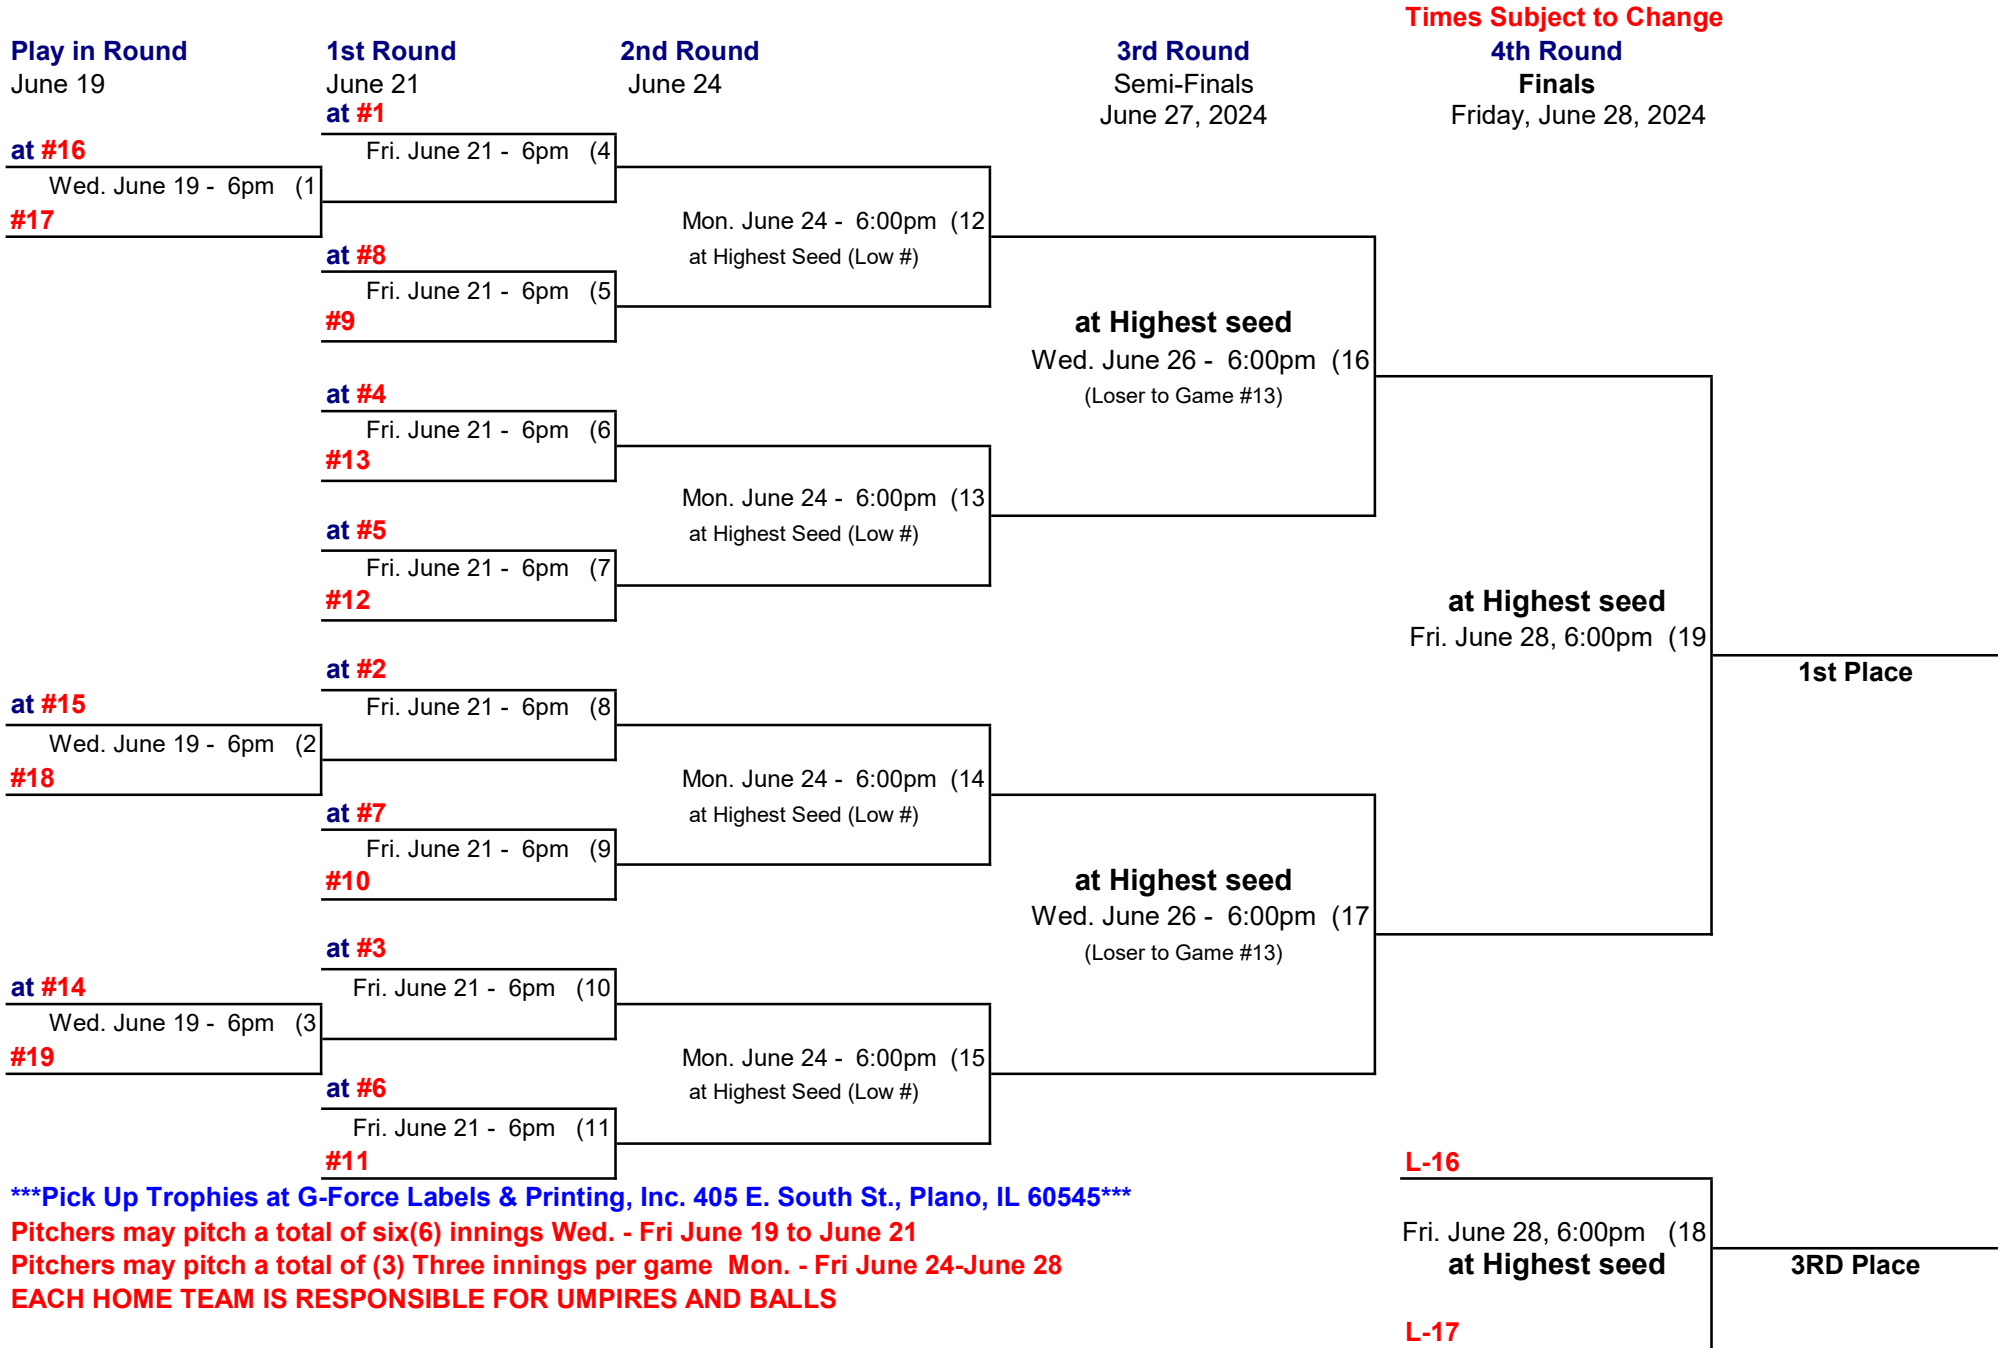 Times Subject to Change
Play in Round 1st Round 2nd Round 3rd Round 4th Round
June 19 June 21 June 24 Semi-Finals Finals
June 27, 2024 Friday, June 28, 2024
at #1
Fri. June 21 - 6pm (4
at #16
Wed. June 19 - 6pm (1
#17
Mon. June 24 - 6:00pm (12
at Highest Seed (Low #)
at #8
Fri. June 21 - 6pm (5
#9
at Highest seed
Wed. June 26 - 6:00pm (16
(Loser to Game #13)
at #4
Fri. June 21 - 6pm (6
#13
Mon. June 24 - 6:00pm (13
at Highest Seed (Low #)
at #5
Fri. June 21 - 6pm (7
#12
at Highest seed
Fri. June 28, 6:00pm (19
1st Place
at #2
Fri. June 21 - 6pm (8
at #15
Wed. June 19 - 6pm (2
#18
Mon. June 24 - 6:00pm (14
at Highest Seed (Low #)
at #7
Fri. June 21 - 6pm (9
#10
at Highest seed
Wed. June 26 - 6:00pm (17
(Loser to Game #13)
at #3
Fri. June 21 - 6pm (10
at #14
Wed. June 19 - 6pm (3
#19
Mon. June 24 - 6:00pm (15
at Highest Seed (Low #)
at #6
Fri. June 21 - 6pm (11
#11
L-16
Fri. June 28, 6:00pm (18
at Highest seed
3RD Place
L-17
***Pick Up Trophies at G-Force Labels & Printing, Inc. 405 E. South St., Plano, IL 60545***
Pitchers may pitch a total of six(6) innings Wed. - Fri June 19 to June 21
Pitchers may pitch a total of (3) Three innings per game Mon. - Fri June 24-June 28
EACH HOME TEAM IS RESPONSIBLE FOR UMPIRES AND BALLS